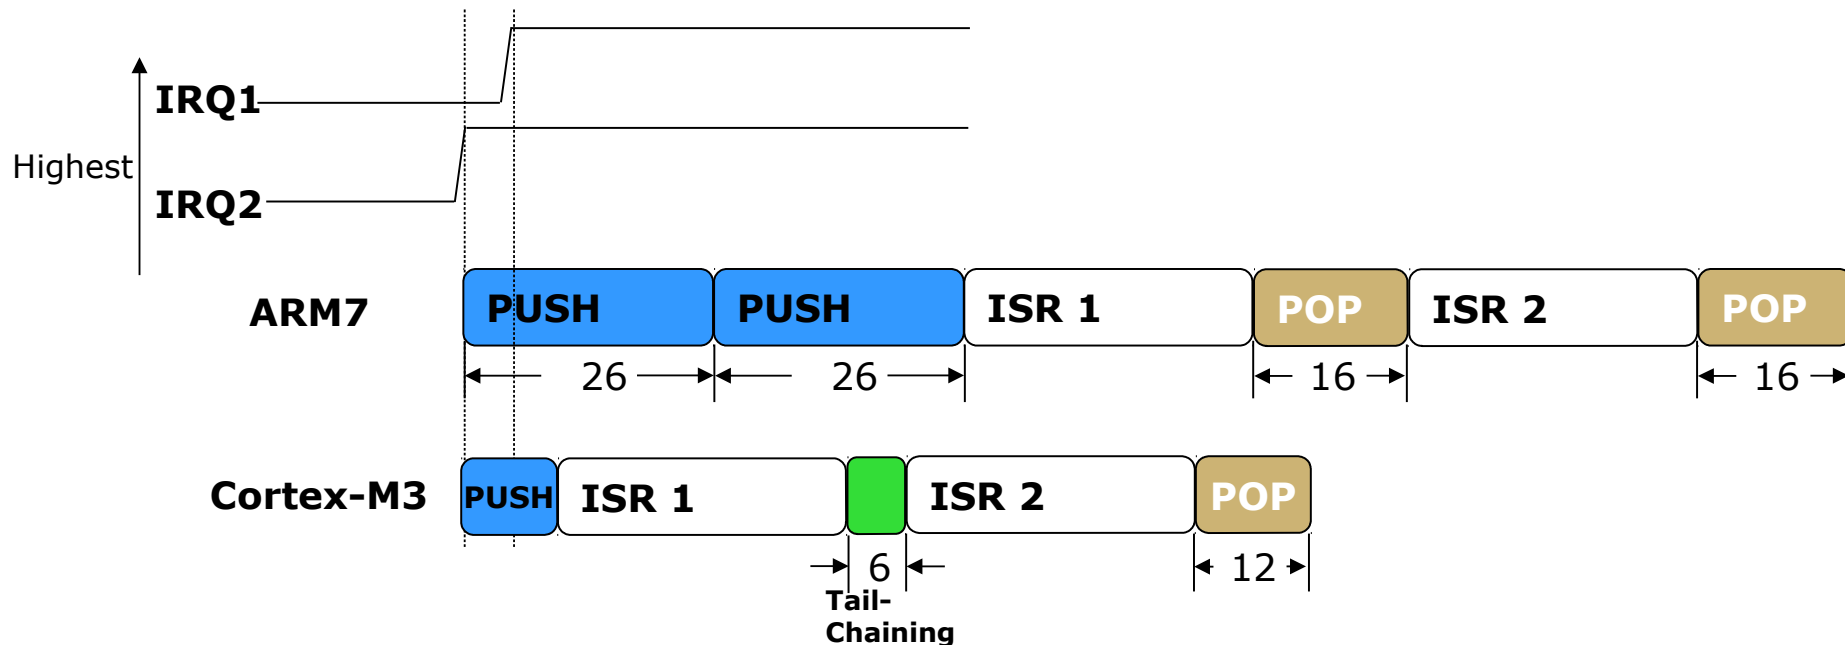 IRQ1
Highest
IRQ2
ARM7
PUSH
PUSH
ISR 1
POP
ISR 2
POP
26
26
16
16
Cortex-M3
PUSH
ISR 1
ISR 2
POP
6
12
Tail-
Chaining